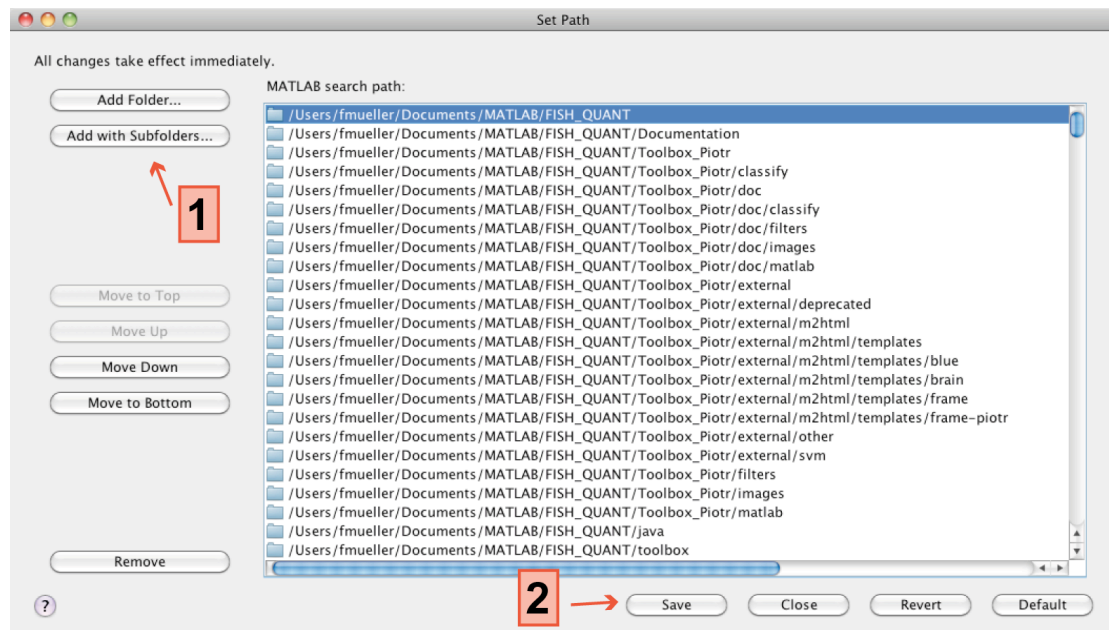 Set Path
All changes take effect immediately.
MATLAB search path:
Add Folder...
Add with Subfolders...
1
Move to Top
Move Up
Move Down
Move to Bottom
Remove
/Users/fmueller/Documents/MATLAB/FISH_QUANT
/Users/fmueller/Documents/MATLAB/FISH_QUANT/Documentation
/Users/fmueller/Documents/MATLAB/FISH_QUANT/Toolbox_Piotr
/Users/fmueller/Documents/MATLAB/FISH_QUANT/Toolbox_Piotr/classify
/Users/fmueller/Documents/MATLAB/FISH_QUANT/Toolbox_Piotr/doc
/Users/fmueller/Documents/MATLAB/FISH_QUANT/Toolbox_Piotr/doc/classify
/Users/fmueller/Documents/MATLAB/FISH_QUANT/Toolbox_Piotr/doc/filters
/Users/fmueller/Documents/MATLAB/FISH_QUANT/Toolbox_Piotr/doc/images
/Users/fmueller/Documents/MATLAB/FISH_QUANT/Toolbox_Piotr/doc/matlab
/Users/fmueller/Documents/MATLAB/FISH_QUANT/Toolbox_Piotr/external
/Users/fmueller/Documents/MATLAB/FISH_QUANT/Toolbox_Piotr/external/deprecated
/Users/fmueller/Documents/MATLAB/FISH_QUANT/Toolbox_Piotr/external/m2html
/Users/fmueller/Documents/MATLAB/FISH_QUANT/Toolbox_Piotr/external/m2html/templates
/Users/fmueller/Documents/MATLAB/FISH_QUANT/Toolbox_Piotr/external/m2html/templates/blue
/Users/fmueller/Documents/MATLAB/FISH_QUANT/Toolbox_Piotr/external/m2html/templates/brain
/Users/fmueller/Documents/MATLAB/FISH_QUANT/Toolbox_Piotr/external/m2html/templates/frame
/Users/fmueller/Documents/MATLAB/FISH_QUANT/Toolbox_Piotr/external/m2html/templates/frame-piotr
/Users/fmueller/Documents/MATLAB/FISH_QUANT/Toolbox_Piotr/external/other
/Users/fmueller/Documents/MATLAB/FISH_QUANT/Toolbox_Piotr/external/svm
/Users/fmueller/Documents/MATLAB/FISH_QUANT/Toolbox_Piotr/filters
/Users/fmueller/Documents/MATLAB/FISH_QUANT/Toolbox_Piotr/images
/Users/fmueller/Documents/MATLAB/FISH_QUANT/Toolbox_Piotr/matlab
/Users/fmueller/Documents/MATLAB/FISH_QUANT/java
/Users/fmueller/Documents/MATLAB/FISH_QUANT/toolbox
?
2
Save
Close
Revert
Default